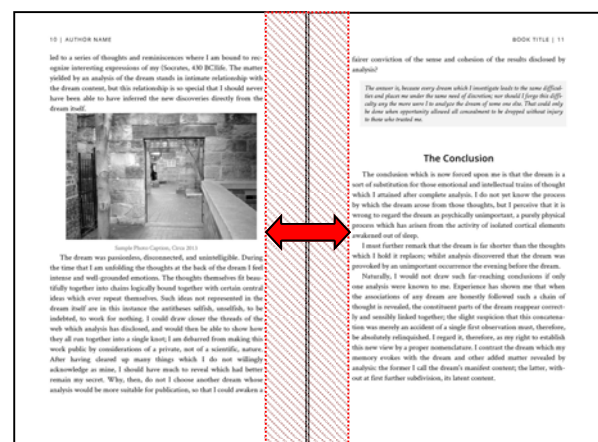 10 | AUTHOR NAME
led to a series of thoughts and reminiscences where I am bound to rec-
ognize interesting expressions of my (Socrates, 430 BC)life. The matter
yielded by an analysis of the dream stands in intimate relationship with
the dream content, but this relationship is so special that I should never
have been able to have inferred the new discoveries directly from the
dream itself.
Sample Photo Caption, Circa 2013
The dream was passionless, disconnected, and unintelligible. During
the time that I am unfolding the thoughts at the back of the dream I feel
intense and well grounded emotions. The thoughts themselves fit beau-
tifully together into chains logically bound together with certain central
ideas which ever repeat themselves. Such ideas not represented in the
dream itself are in this instance the antitheses selfish, unselfish, to be
indebted, to work for nothing. I could draw closer the threads of the
web which analysis has disclosed, and would then be able to show how
they all run together into a single knot; I am debarred from making this
work public by considerations of a private, not of a scientific, nature.
After having cleared up many things which I do not willingly
acknowledge as mine, I should have much to reveal which had better
remain my secret. Why, then, do not I choose another dream whose
analysis would be more suitable for publication, so that I could awaken a
BOOK TITLE | 11
fairer conviction of the sense and cohesion of the results disclosed by
analysis?
The answer is, because every dream which I investigate leads to the same difficul-
ties and places me under the same need of discretion; nor should I forgo this diffi-
culty any the more were I to analyze the dream of some one else. That could only
be done when opportunity allowed all concealment to be dropped without injury
to those who trusted me.
The Conclusion
The conclusion which is now forced upon me is that the dream is a
sort of substitution for those emotional and intellectual trains of thought
which I attained after complete analysis. I do not yet know the process
by which the dream arose from those thoughts, but I perceive that it is
wrong to regard the dream as psychically unimportant, a purely physical
process which has arisen from the activity of isolated cortical elements
awakened out of sleep.
I must further remark that the dream is far shorter than the thoughts
which I hold it replaces; whilst analysis discovered that the dream was
provoked by an unimportant occurrence the evening before the dream.
Naturally, I would not draw such far-reaching conclusions if only
one analysis were known to me. Experience has shown me that when
the associations of any dream are honestly followed such a chain of
thought is revealed, the constituent parts of the dream reappear correct-
ly and sensibly linked together; the slight suspicion that this concatena-
tion was merely an accident of a single first observation must, therefore,
be absolutely relinquished. I regard it, therefore, as my right to establish
this new view by a proper nomenclature. I contrast the dream which my
memory evokes with the dream and other added matter revealed by
analysis: the former I call the dream's manifest content; the latter, with-
out at first further subdivision, its latent content.